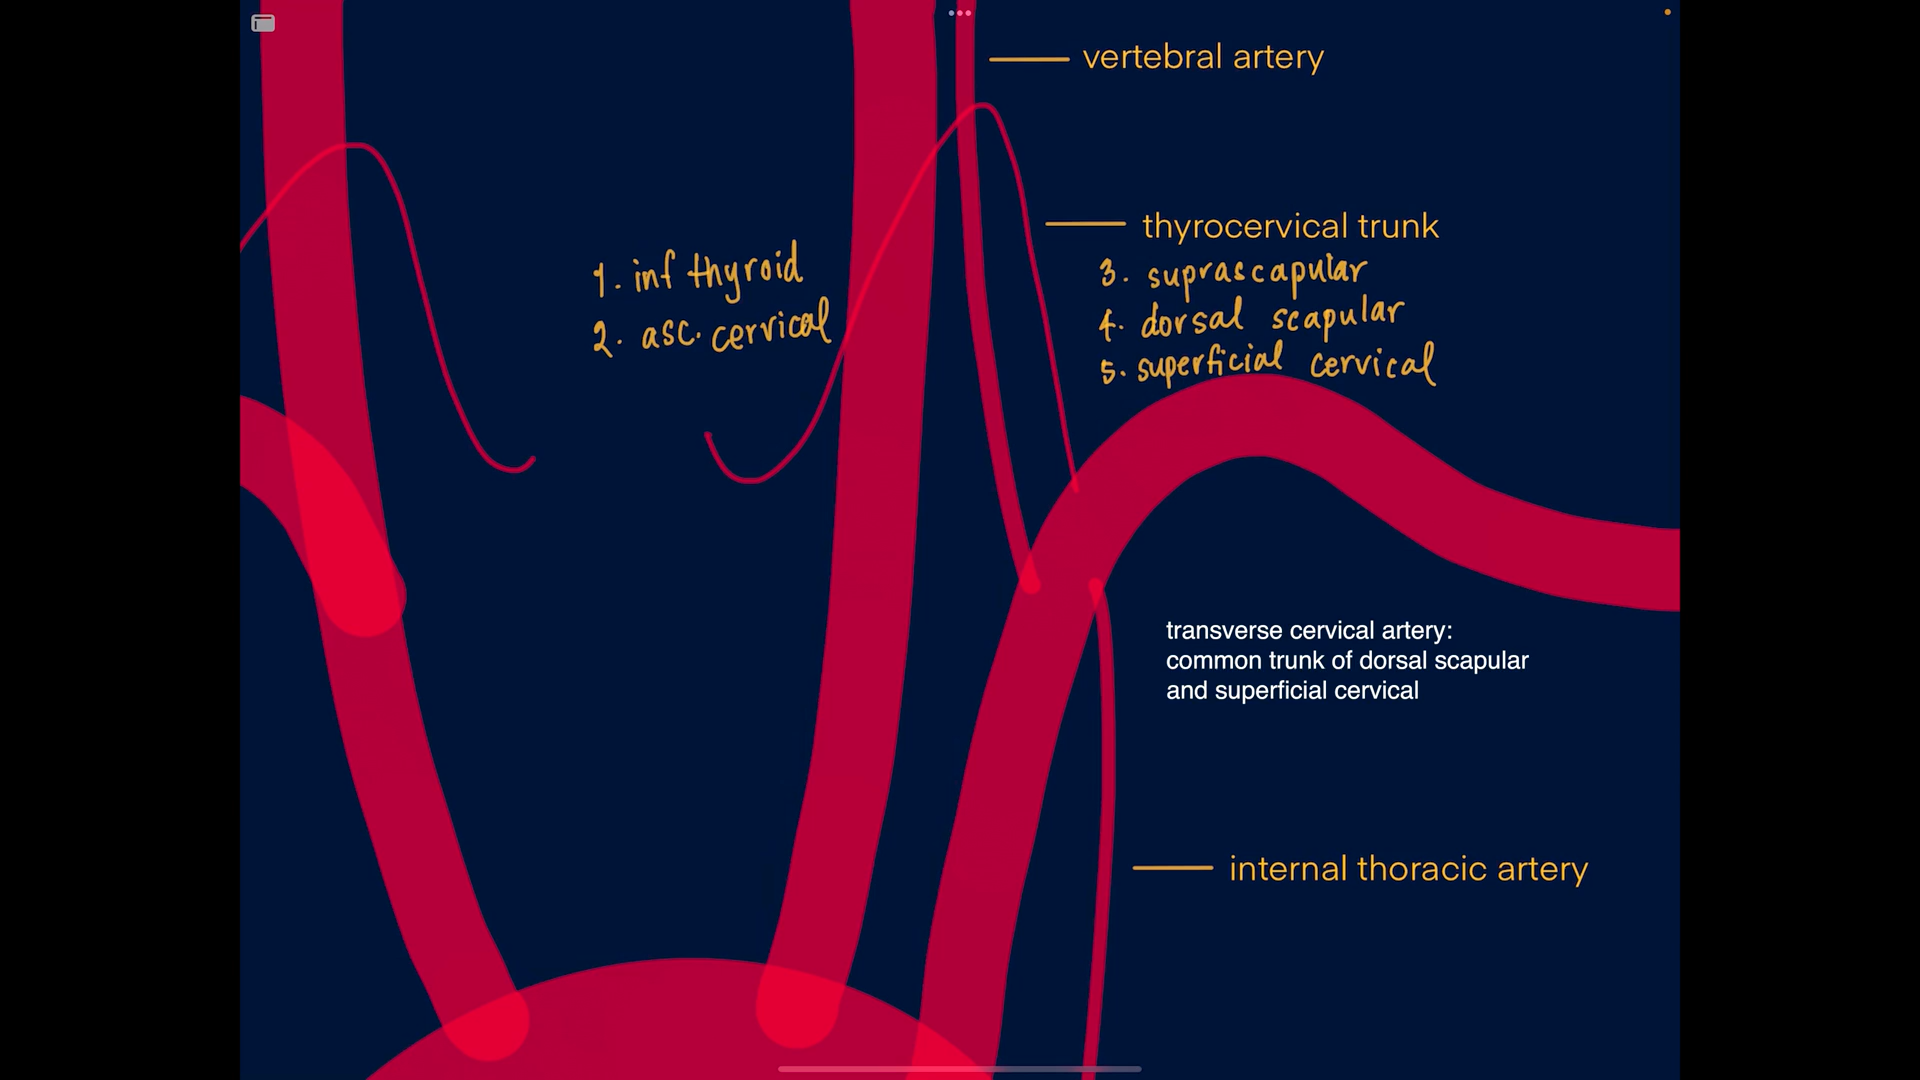 vertebral artery
thyrocervical trunk
1. inf thyroid
2. asc. cervical
3. suprascapular
4. dorsal scapular
5. superficial cervical
transverse cervical artery:
common trunk of dorsal scapular
and superficial cervical
internal thoracic artery